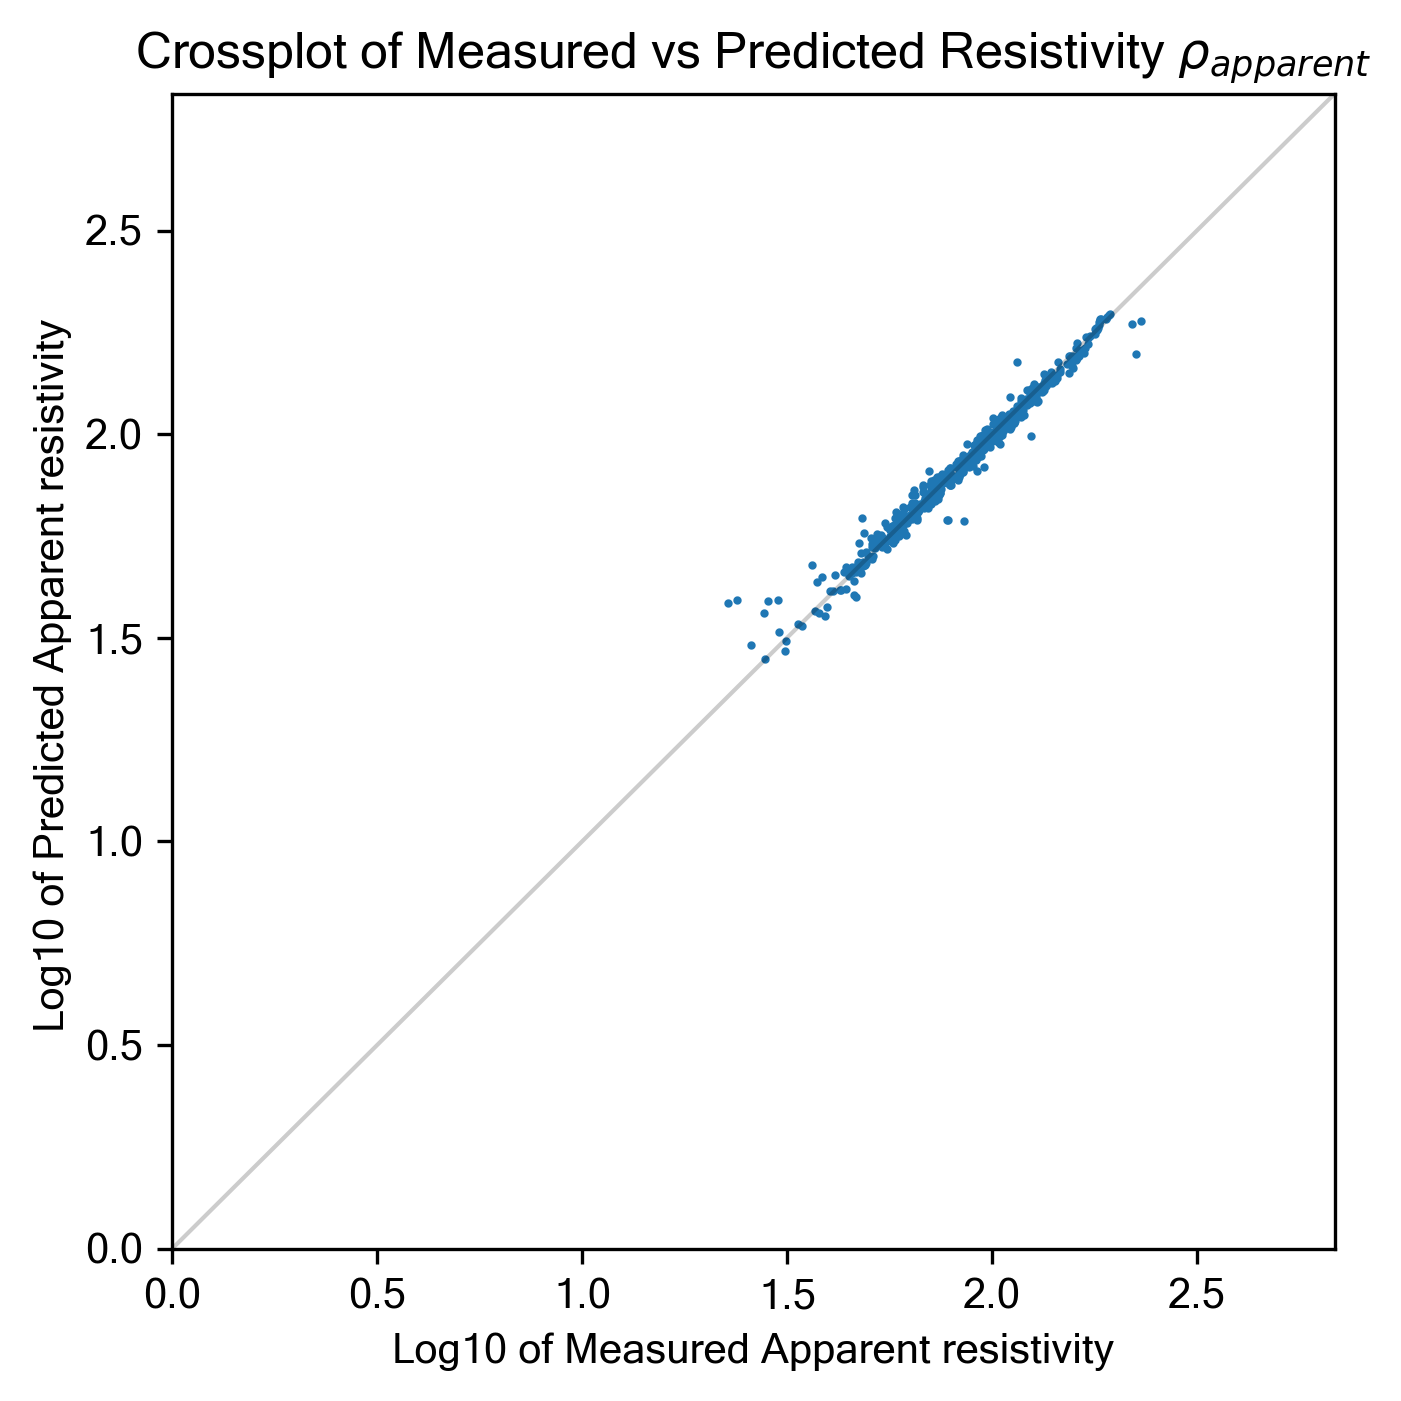 Crossplot of Measured vs Predicted Resistivity ρapparent
Log10 of Predicted Apparent resistivity
2.5
2.0
1.5
1.0
0.5
0.0
0.0 0.5 1.0 1.5 2.0 2.5
Log10 of Measured Apparent resistivity